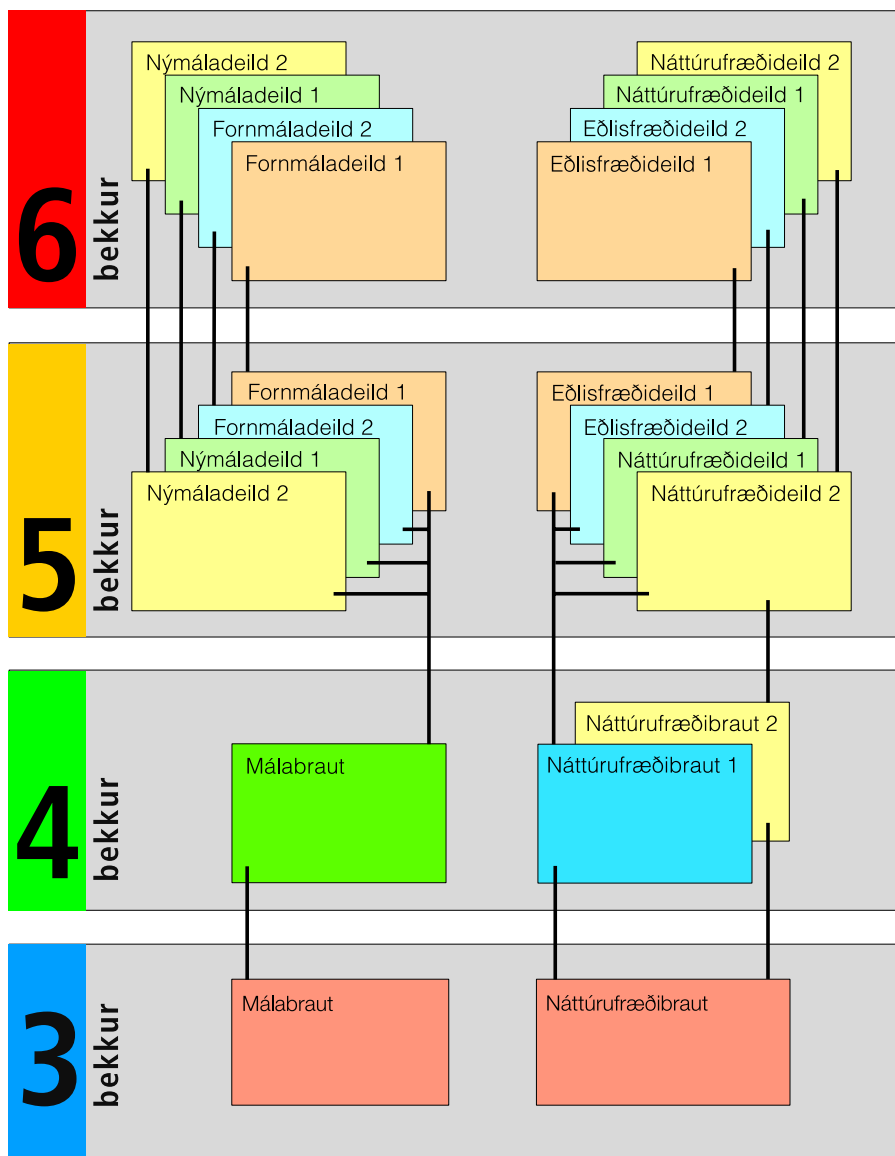 6
bekkur
Nýmáladeild 2
Nýmáladeild 1
Fornmáladeild 2
Fornmáladeild 1
Náttúrufræðideild 2
Náttúrufræðideild 1
Eðlisfræðideild 2
Eðlisfræðideild 1
5
bekkur
Fornmáladeild 1
Fornmáladeild 2
Nýmáladeild 1
Nýmáladeild 2
Eðlisfræðideild 1
Eðlisfræðideild 2
Náttúrufræðideild 1
Náttúrufræðideild 2
4
bekkur
Málabraut
Náttúrufræðibraut 2
Náttúrufræðibraut 1
3
bekkur
Málabraut
Náttúrufræðibraut